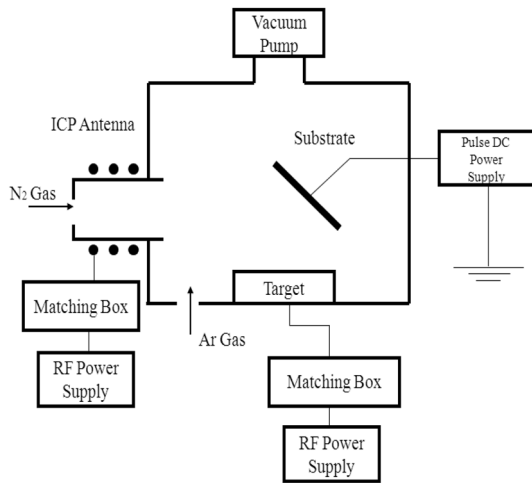 Vacuum
Pump
ICP Antenna
Substrate
Pulse DC
Power
Supply
N2 Gas
Target
Matching Box
Ar Gas
RF Power
Supply
Matching Box
RF Power
Supply